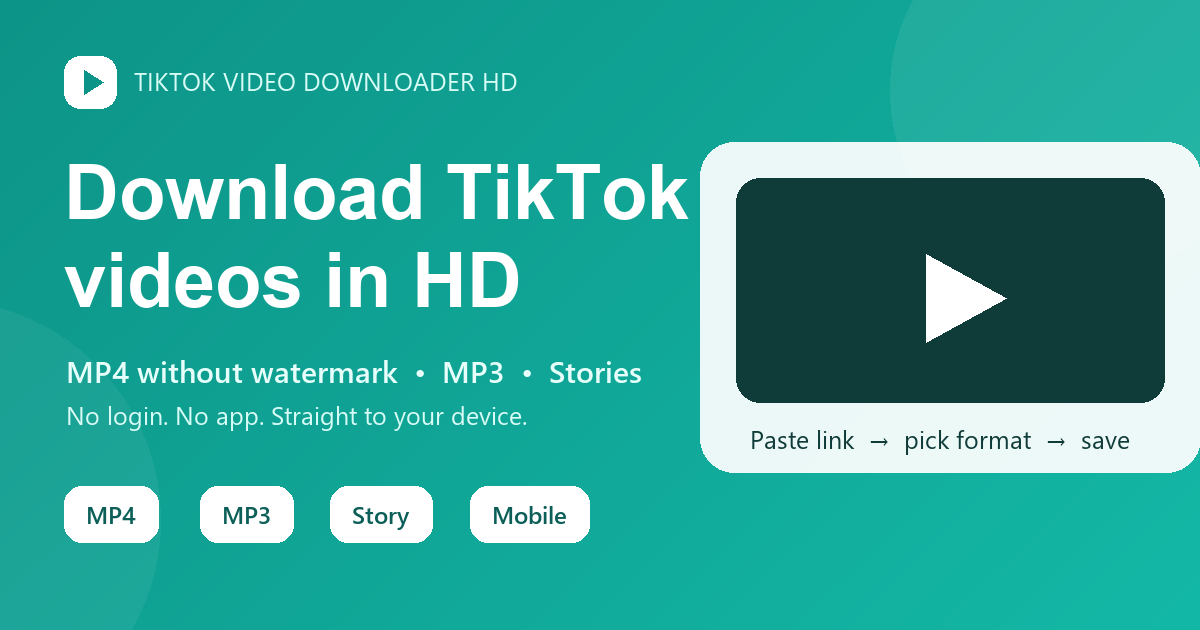 TIKTOK VIDEO DOWNLOADER HD
Download TikTok
videos in HD
MP4 without watermark • MP3 • Stories
No login. No app. Straight to your device.
MP4
MP3
Story
Mobile
Paste link → pick format → save